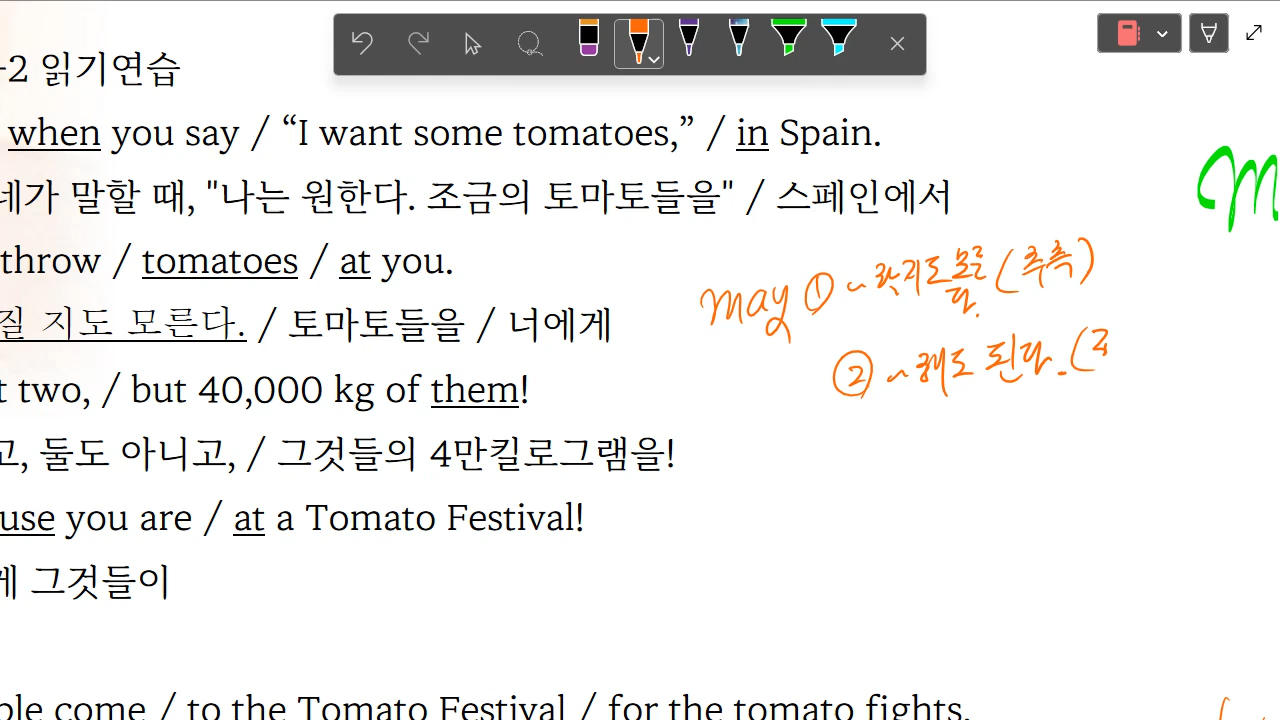 -2 읽기연습
when you say / “I want some tomatoes,” / in Spain.
네가 말할 때, "나는 원한다. 조금의 토마토들을" / 스페인에서
throw / tomatoes / at you.
질 지도 모른다. / 토마토들을 / 너에게
may ① ~할지도 모른다. (추측)
② ~해도 된다. (
t two, / but 40,000 kg of them!
고, 둘도 아니고, / 그것들의 4만킬로그램을!
use you are / at a Tomato Festival!
게 그것들이
ple come / to the Tomato Festival / for the tomato fights.